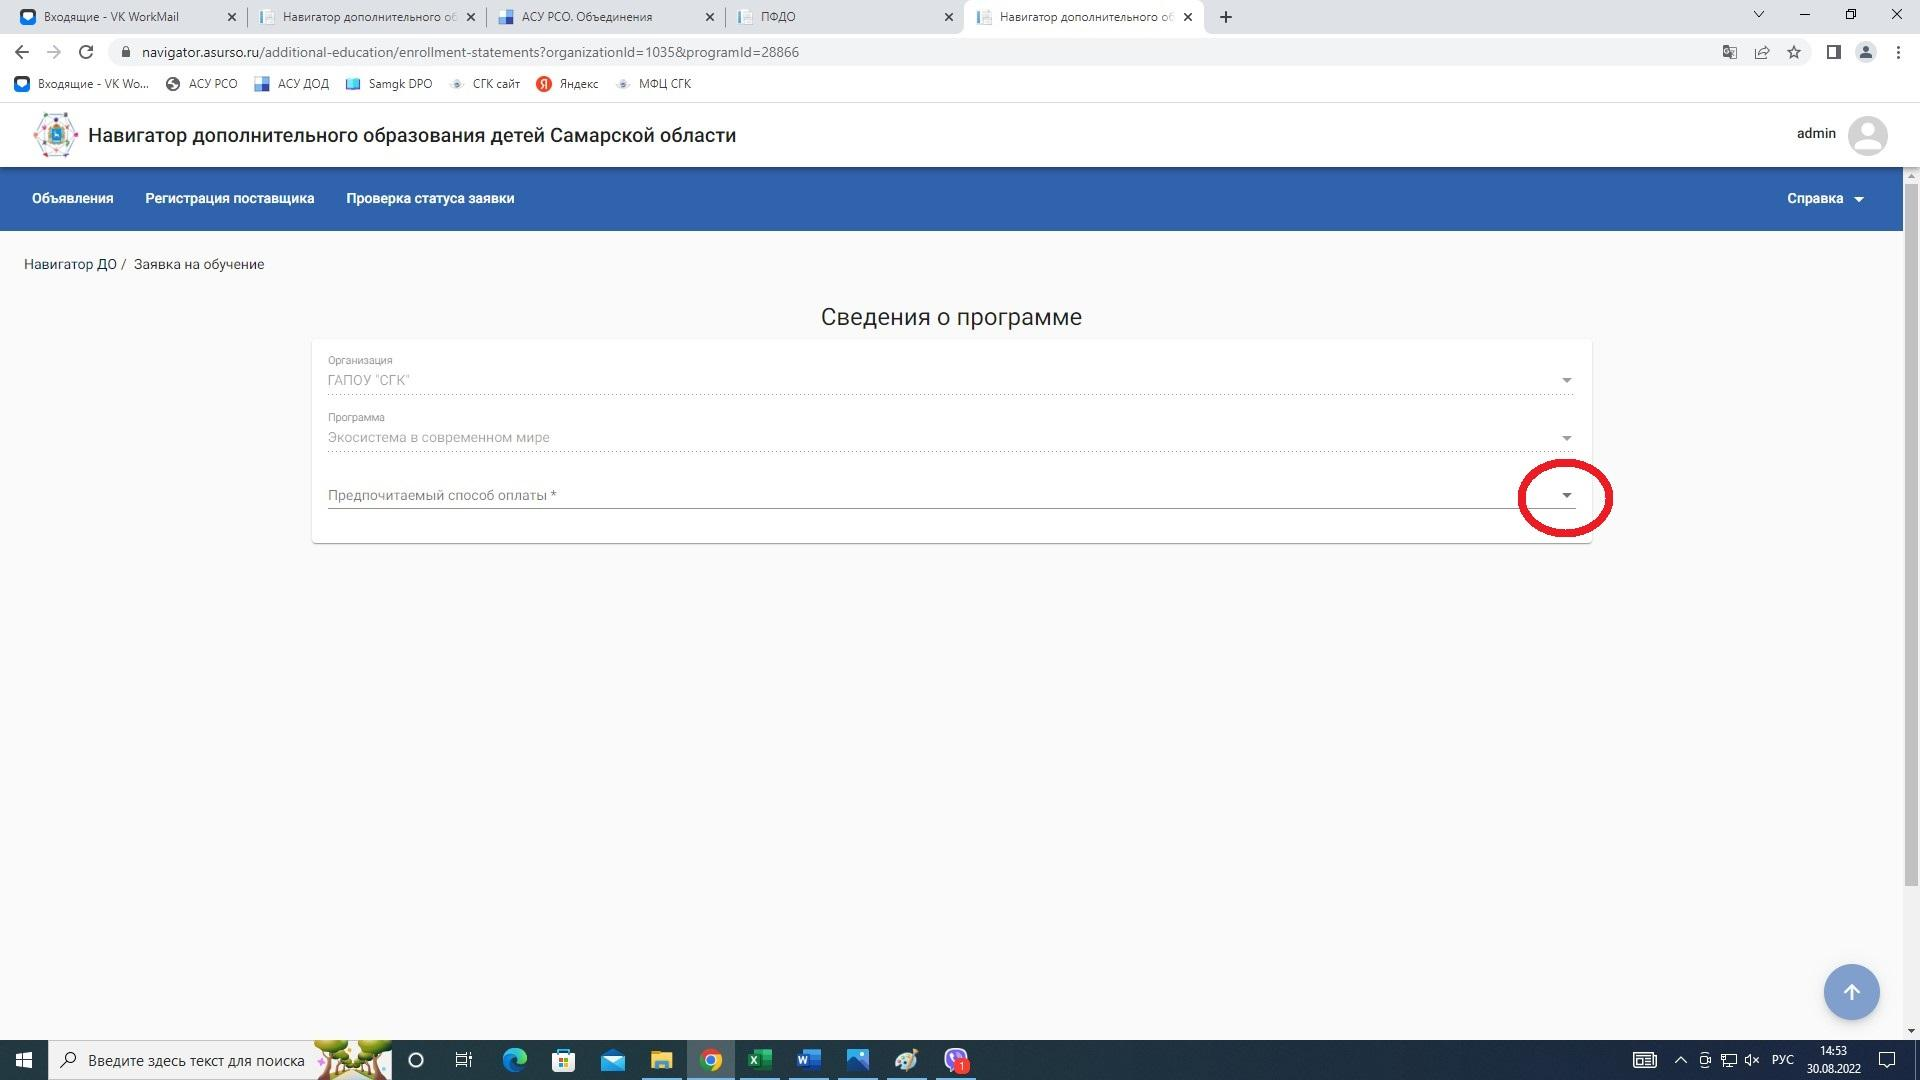 Входящие - VK WorkMail
Навигатор дополнительного об
АСУ РСО. Объединения
ПФДО
Навигатор дополнительного об
navigator.asurso.ru/additional-education/enrollment-statements?organizationId=1035&programId=28866
Входящие - VK Wo...
АСУ РСО
АСУ ДОД
Samgk DPO
СГК сайт
Я
Яндекс
МФЦ СГК
Навигатор дополнительного образования детей Самарской области
admin
Объявления
Регистрация поставщика
Проверка статуса заявки
Справка
Навигатор ДО / Заявка на обучение
Сведения о программе
Организация
ГАПОУ "СГК"
Программа
Экосистема в современном мире
Предпочитаемый способ оплаты *
Введите здесь текст для поиска
1
РУС
14:53
30.08.2022